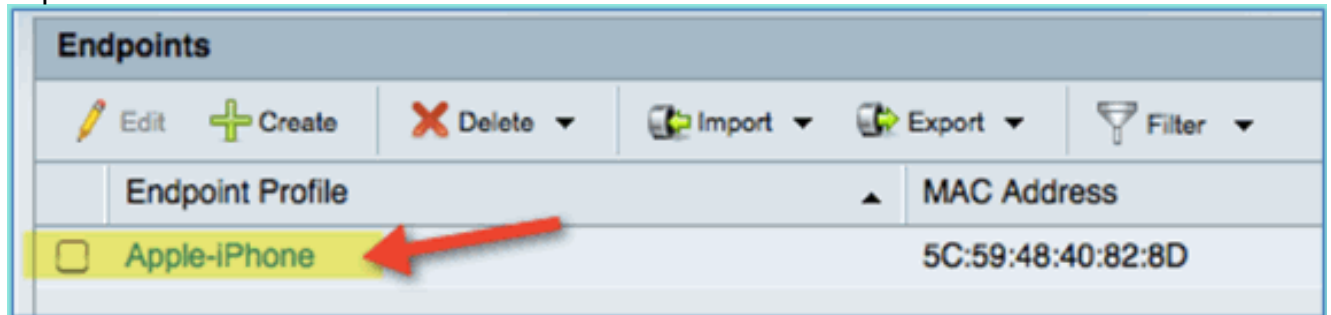 Endpoints
Edit Create Delete Import Export Filter
Endpoint Profile MAC Address
Apple-iPhone 5C:59:48:40:82:8D